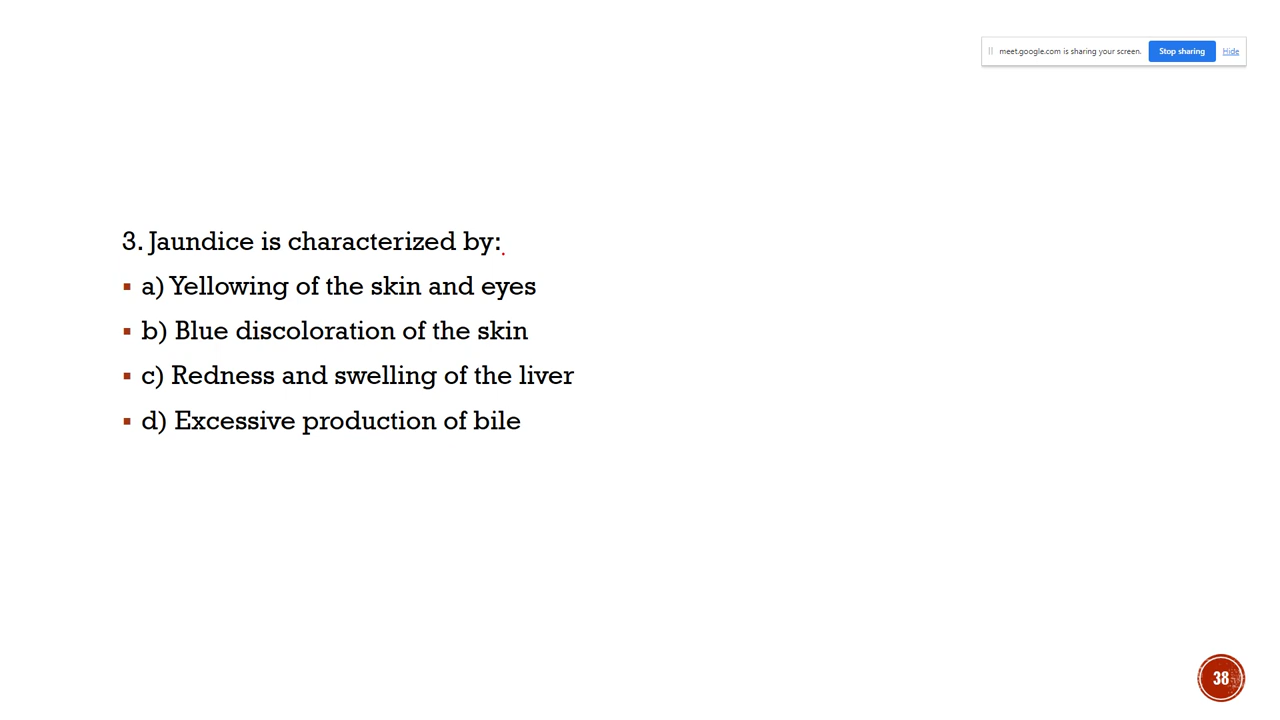 meet.google.com is sharing your screen. Stop sharing Hide
3. Jaundice is characterized by:
▪ a) Yellowing of the skin and eyes
▪ b) Blue discoloration of the skin
▪ c) Redness and swelling of the liver
▪ d) Excessive production of bile
38